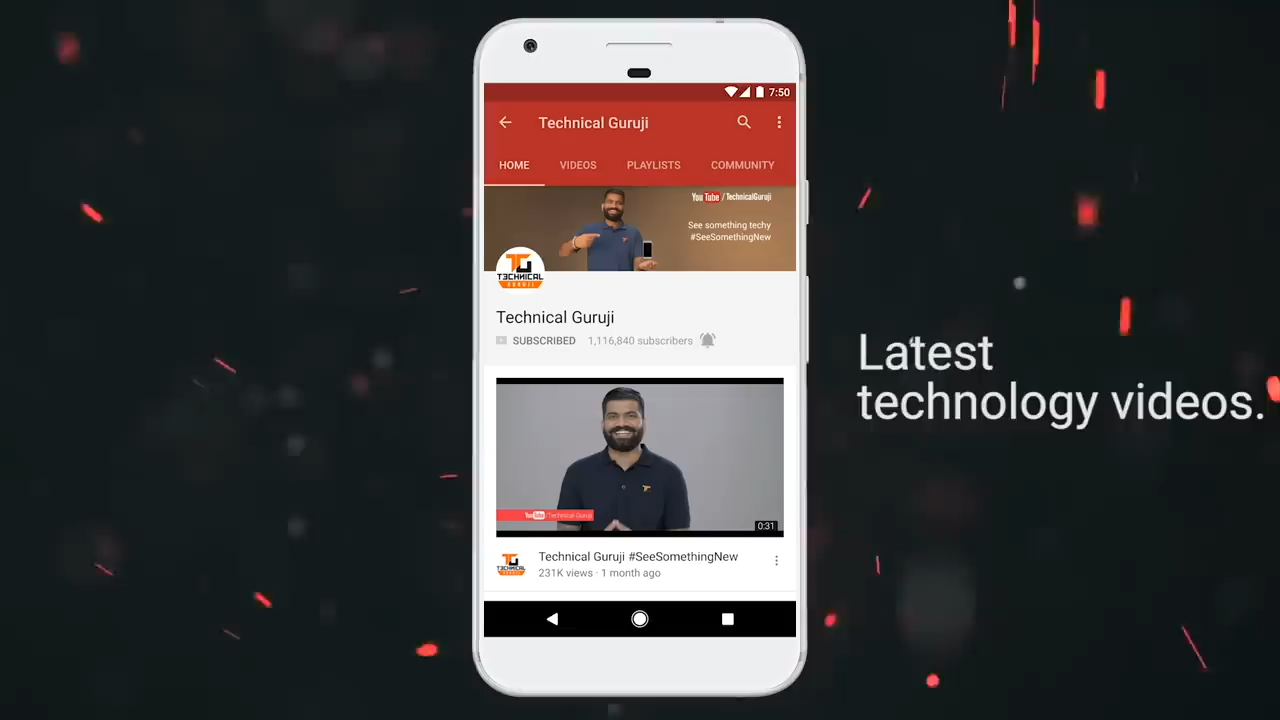 7:50
Technical Guruji
HOME VIDEOS PLAYLISTS COMMUNITY
YouTube / TechnicalGuruji
See something techy
#SeeSomethingNew
TECHNICAL
GURUJI
Technical Guruji
SUBSCRIBED 1,116,840 subscribers
Latest
technology videos.
YouTube/Technical Guruji
0:31
Technical Guruji #SeeSomethingNew
TECHNICAL
GURUJI
231K views · 1 month ago